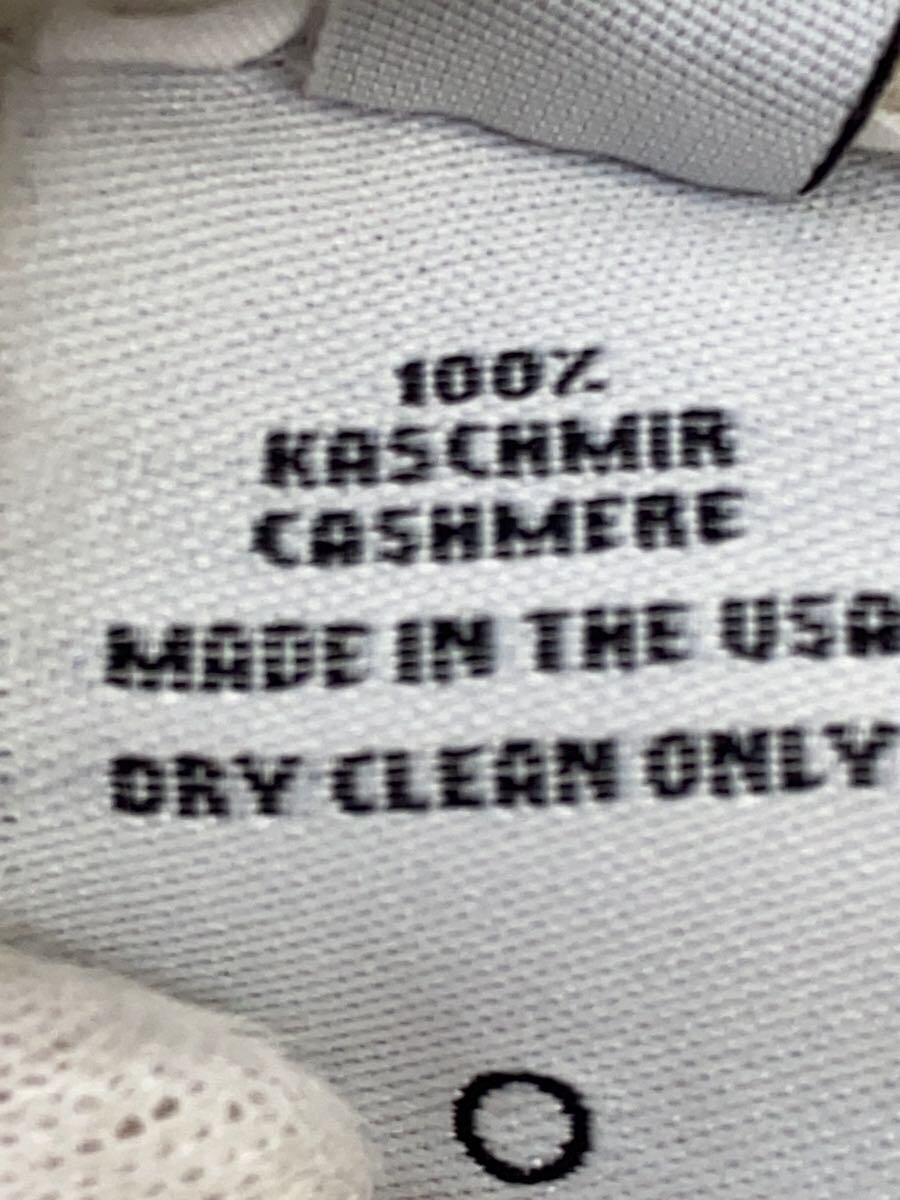 100%
KASCHMIR
CASHMERE
MADE IN THE USA
DRY CLEAN ONLY